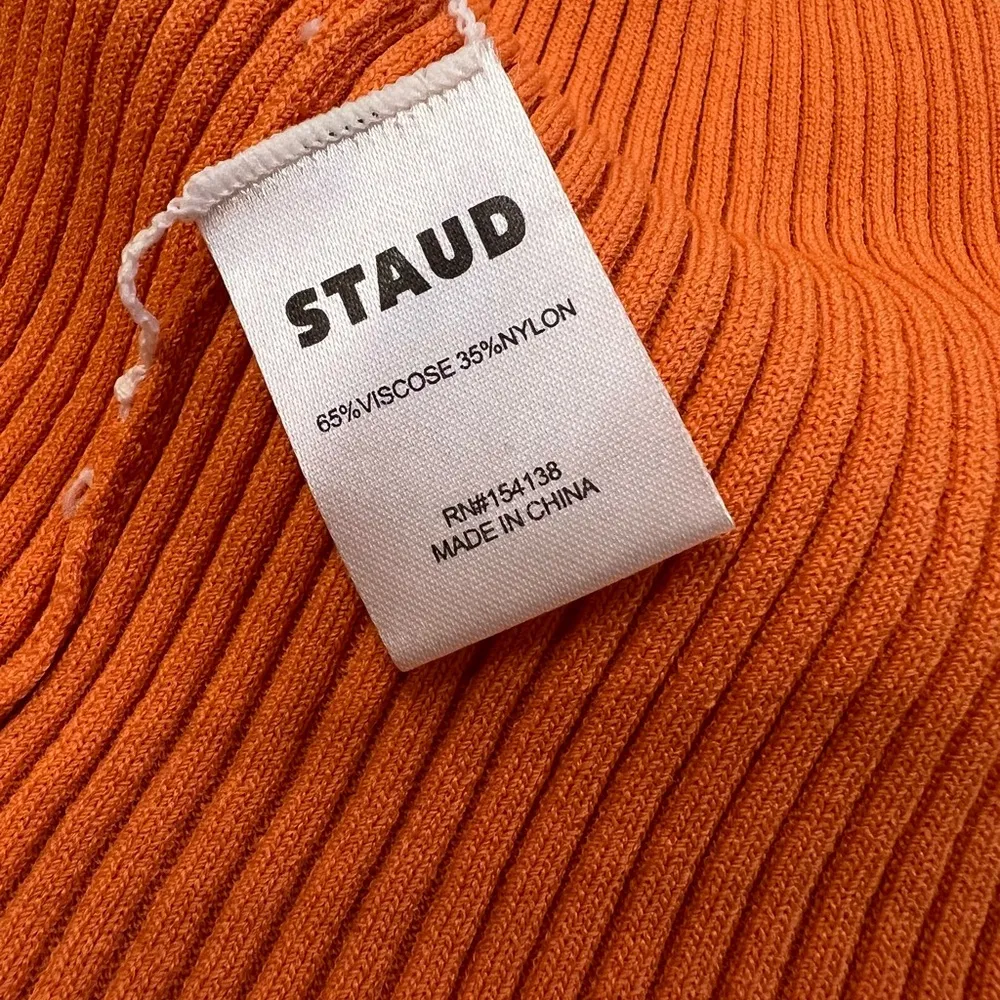 STAUD
65%VISCOSE 35%NYLON
RN#154138
MADE IN CHINA